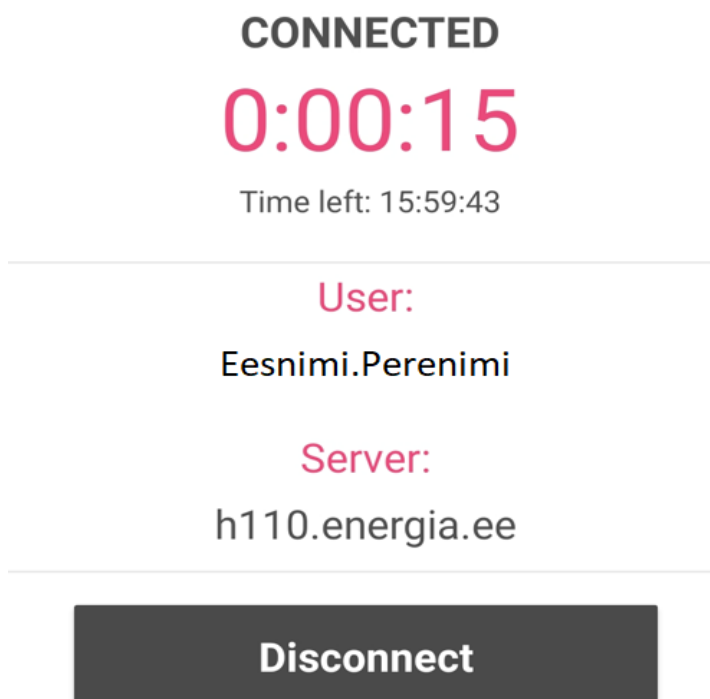 CONNECTED
0:00:15
Time left: 15:59:43
User:
Eesnimi.Perenimi
Server:
h110.energia.ee
Disconnect